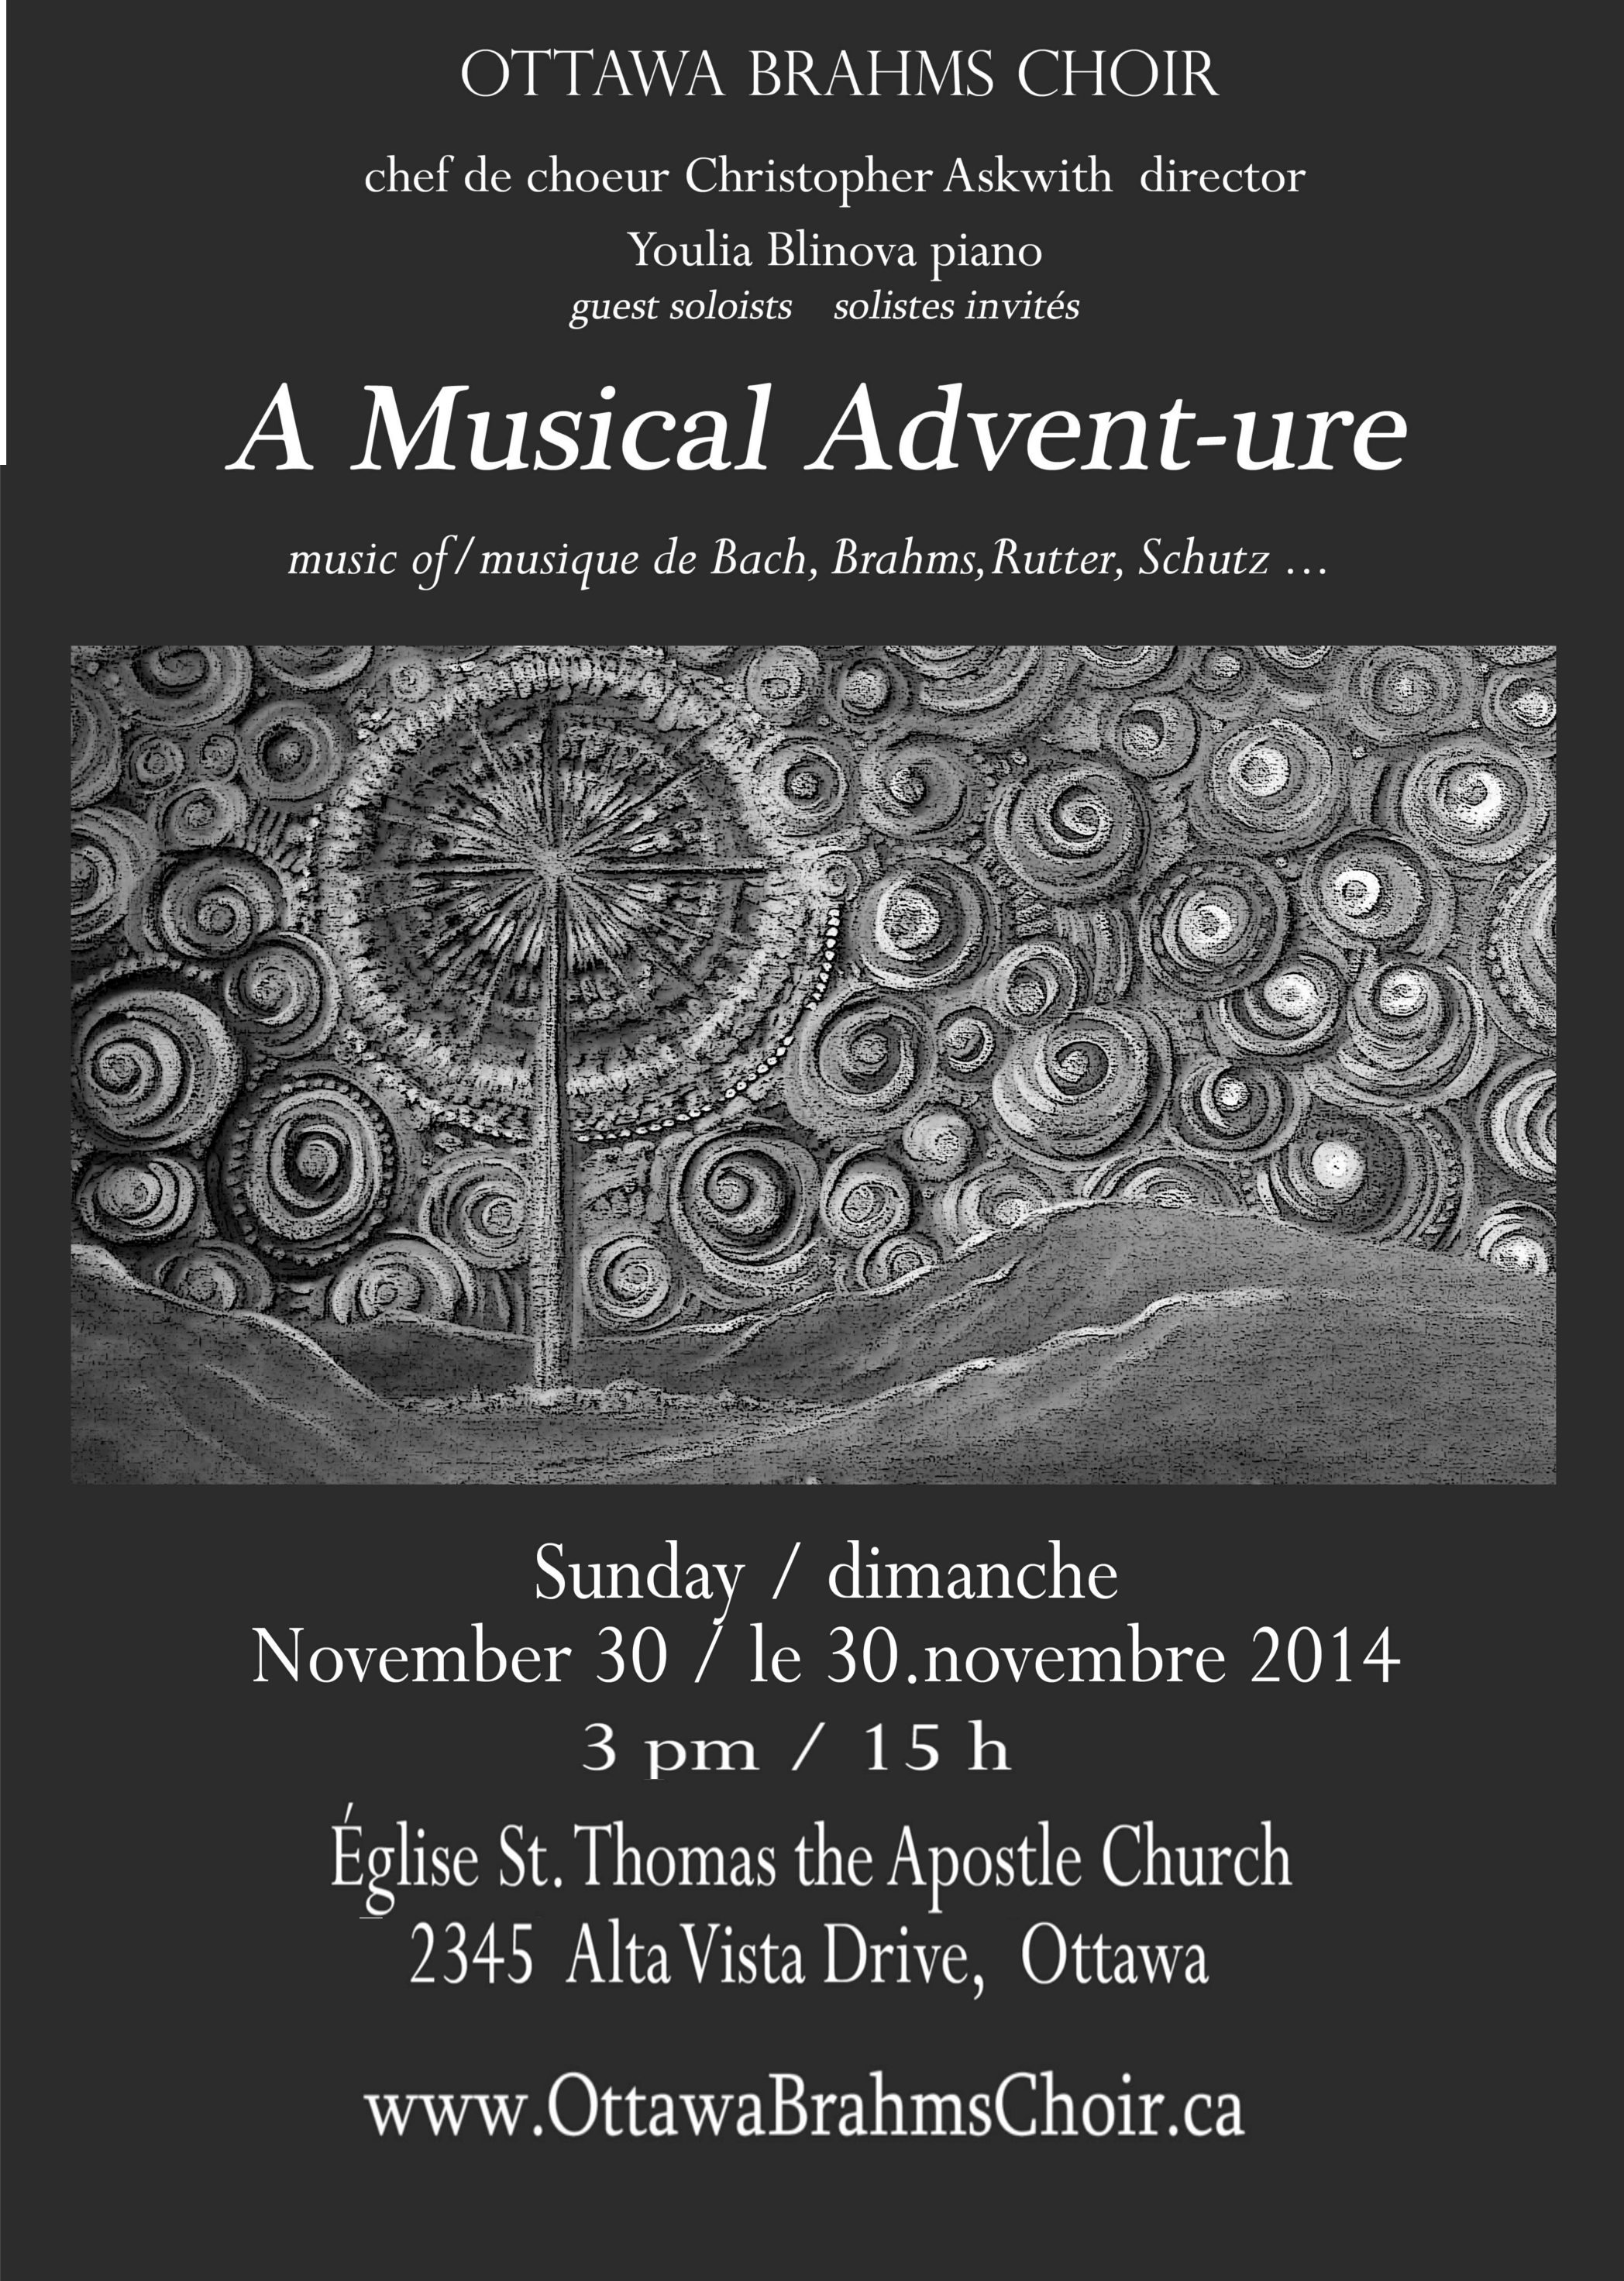 OTTAWA BRAHMS CHOIR
chef de choeur Christopher Askwith director
Youlia Blinova piano
guest soloists solistes invités
A Musical Advent-ure
music of / musique de Bach, Brahms, Rutter, Schutz ...
Sunday / dimanche
November 30 / le 30.novembre 2014
3 pm / 15 h
Église St. Thomas the Apostle Church
2345 Alta Vista Drive, Ottawa
www.OttawaBrahmsChoir.ca